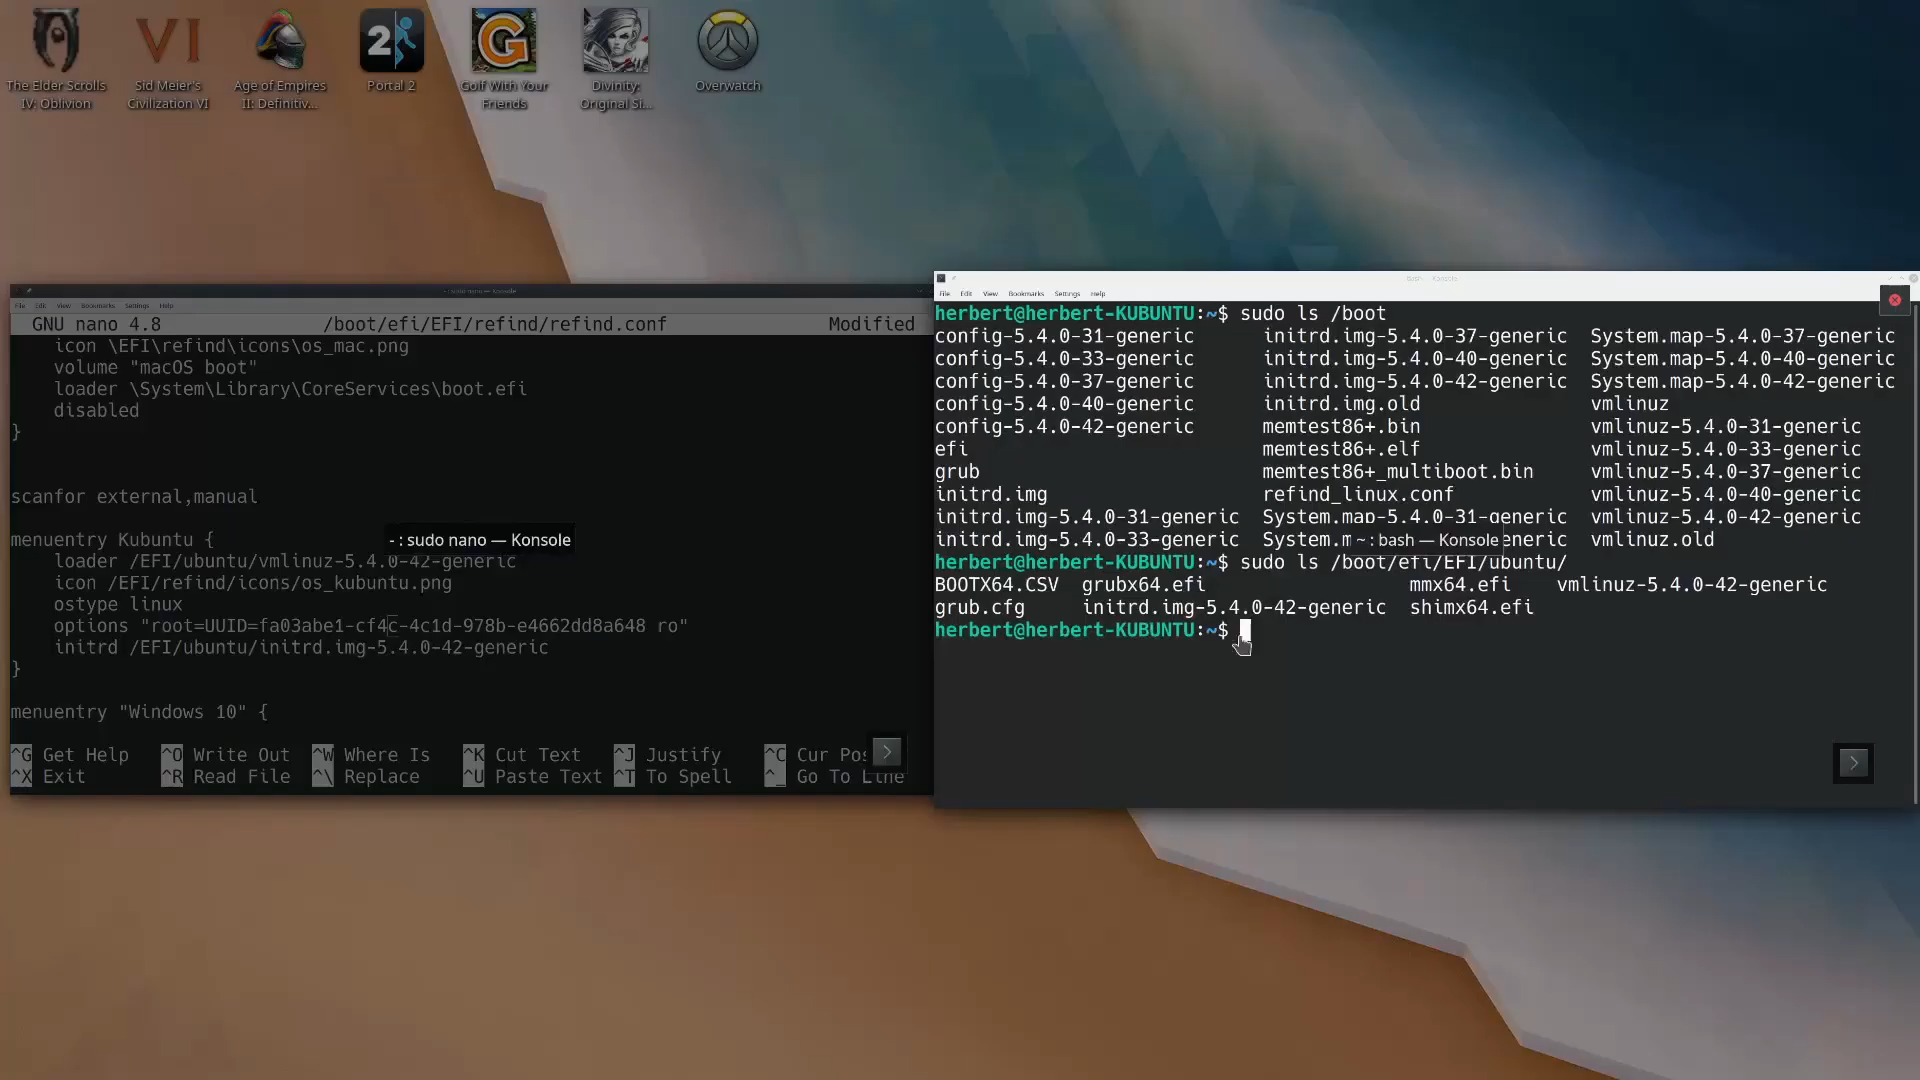 The Elder Scrolls
IV: Oblivion
Sid Meier's
Civilization VI
Age of Empires
II: Definitiv...
2
Portal 2
G
Golf With Your
Friends
Divinity:
Original Si...
Overwatch
File Edit View Bookmarks Settings Help
GNU nano 4.8 /boot/efi/EFI/refind/refind.conf Modified
icon \EFI\refind\icons\os_mac.png
volume "macOS boot"
loader \System\Library\CoreServices\boot.efi
disabled
}
scanfor external,manual
menuentry Kubuntu {
- : sudo nano — Konsole
loader /EFI/ubuntu/vmlinuz-5.4.0-42-generic
icon /EFI/refind/icons/os_kubuntu.png
ostype linux
options "root=UUID=fa03abe1-cf4c-4c1d-978b-e4662dd8a648 ro"
initrd /EFI/ubuntu/initrd.img-5.4.0-42-generic
}
menuentry "Windows 10" {
^G Get Help ^O Write Out ^W Where Is ^K Cut Text ^J Justify ^C Cur Pos
^X Exit ^R Read File ^\ Replace ^U Paste Text ^T To Spell ^_ Go To Line
File Edit View Bookmarks Settings Help
herbert@herbert-KUBUNTU:~$ sudo ls /boot
config-5.4.0-31-generic initrd.img-5.4.0-37-generic System.map-5.4.0-37-generic
config-5.4.0-33-generic initrd.img-5.4.0-40-generic System.map-5.4.0-40-generic
config-5.4.0-37-generic initrd.img-5.4.0-42-generic System.map-5.4.0-42-generic
config-5.4.0-40-generic initrd.img.old vmlinuz
config-5.4.0-42-generic memtest86+.bin vmlinuz-5.4.0-31-generic
efi memtest86+.elf vmlinuz-5.4.0-33-generic
grub memtest86+_multiboot.bin vmlinuz-5.4.0-37-generic
initrd.img refind_linux.conf vmlinuz-5.4.0-40-generic
initrd.img-5.4.0-31-generic System.map-5.4.0-31-generic vmlinuz-5.4.0-42-generic
initrd.img-5.4.0-33-generic System.m eneric vmlinuz.old
~ : bash — Konsole
herbert@herbert-KUBUNTU:~$ sudo ls /boot/efi/EFI/ubuntu/
BOOTX64.CSV grubx64.efi mmx64.efi vmlinuz-5.4.0-42-generic
grub.cfg initrd.img-5.4.0-42-generic shimx64.efi
herbert@herbert-KUBUNTU:~$